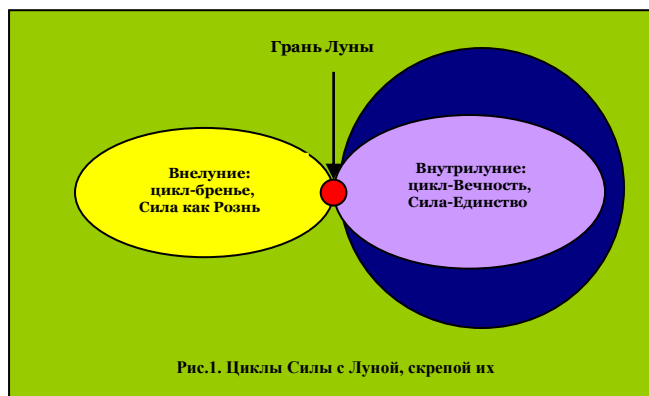 Грань Луны
Внелуние:
цикл-бренье,
Сила как Рознь
Внутрилуние:
цикл-Вечность,
Сила-Единство
Рис.1. Циклы Силы с Луной, скрепой их